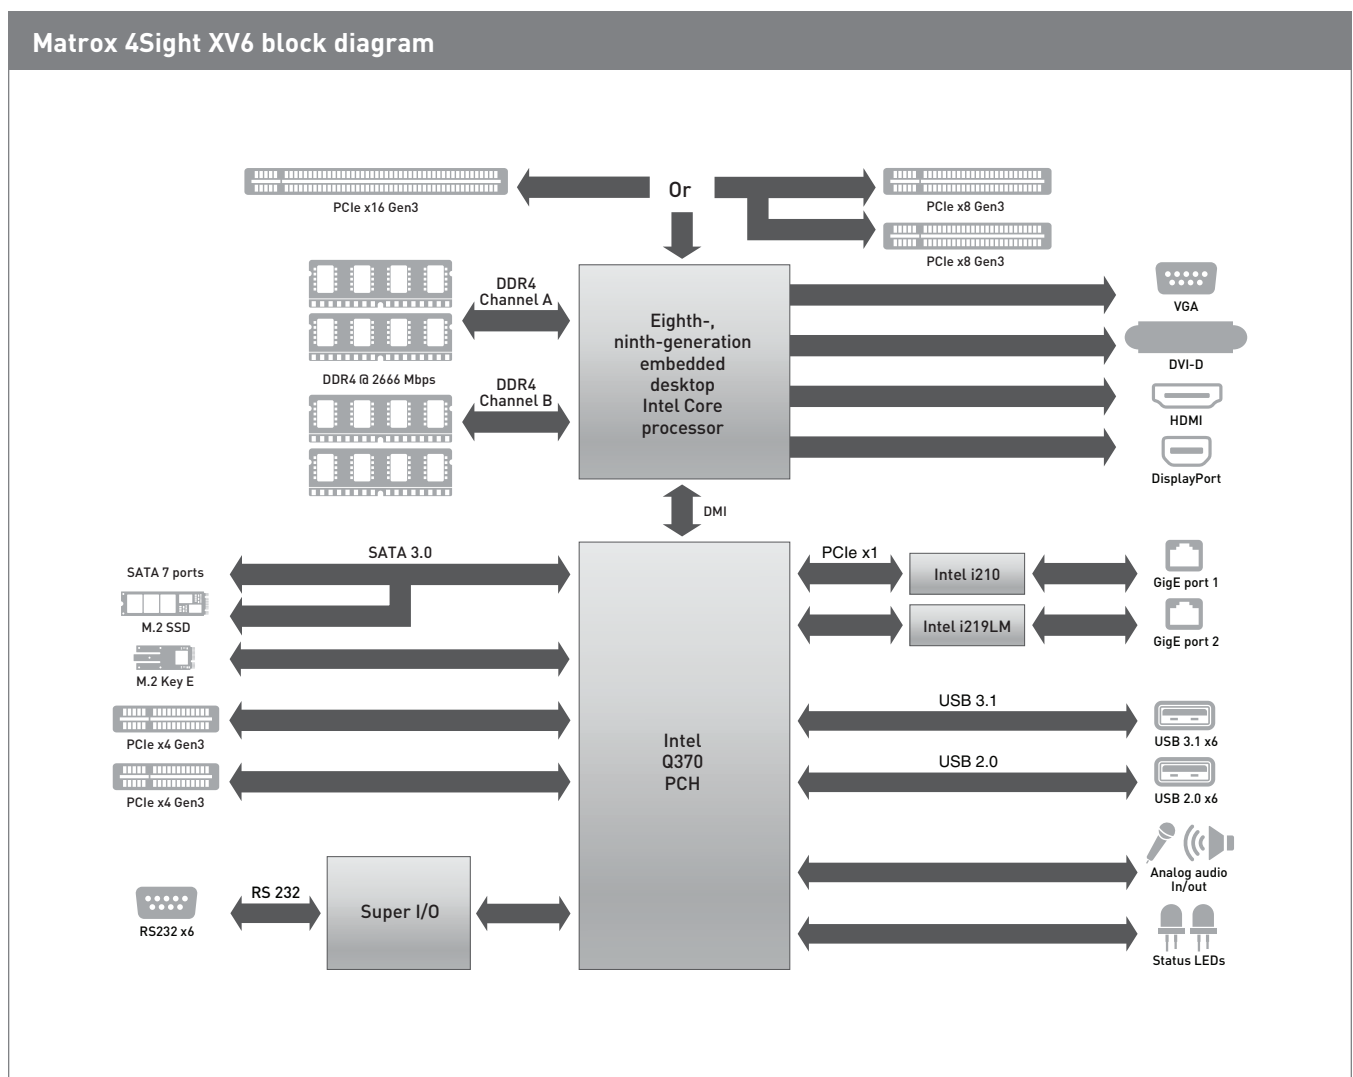 Matrox 4Sight XV6 block diagram
Or
PCIe x16 Gen3
PCIe x8 Gen3
PCIe x8 Gen3
DDR4
Channel A
DDR4 @ 2666 Mbps
DDR4
Channel B
Eighth-,
ninth-generation
embedded
desktop
Intel Core
processor
VGA
DVI-D
HDMI
DisplayPort
DMI
SATA 3.0
SATA 7 ports
M.2 SSD
M.2 Key E
PCIe x4 Gen3
PCIe x4 Gen3
Intel
Q370
PCH
PCIe x1
Intel i210
GigE port 1
Intel i219LM
GigE port 2
USB 3.1
USB 3.1 x6
USB 2.0
USB 2.0 x6
Analog audio
In/out
Status LEDs
RS 232
RS232 x6
Super I/O